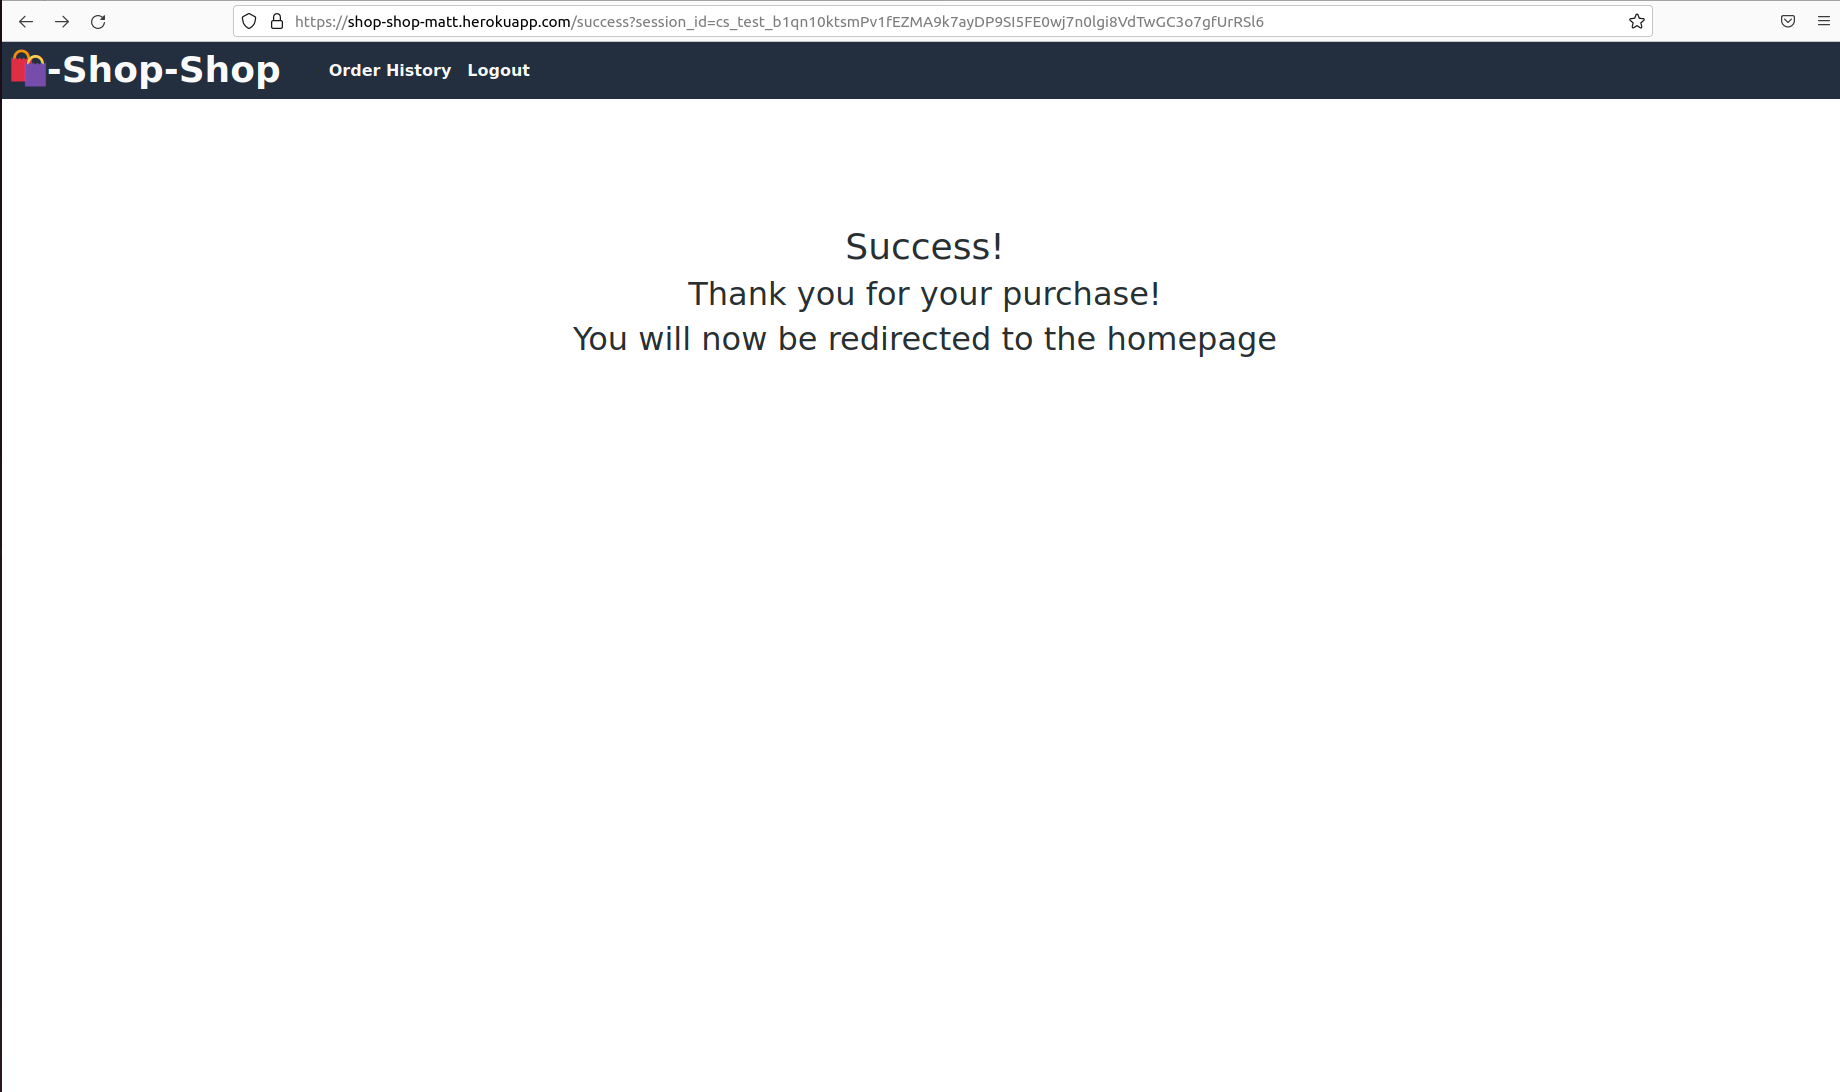 https://shop-shop-matt.herokuapp.com/success?session_id=cs_test_b1qn10ktsmPv1fEZMA9k7ayDP9SI5FE0wj7n0lgi8VdTwGC3o7gfUrRSl6
-Shop-Shop Order History Logout
Success!
Thank you for your purchase!
You will now be redirected to the homepage